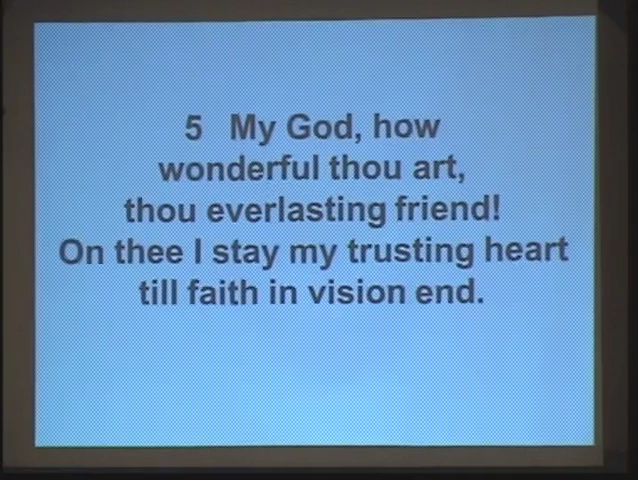 5 My God, how
wonderful thou art,
thou everlasting friend!
On thee I stay my trusting heart
till faith in vision end.